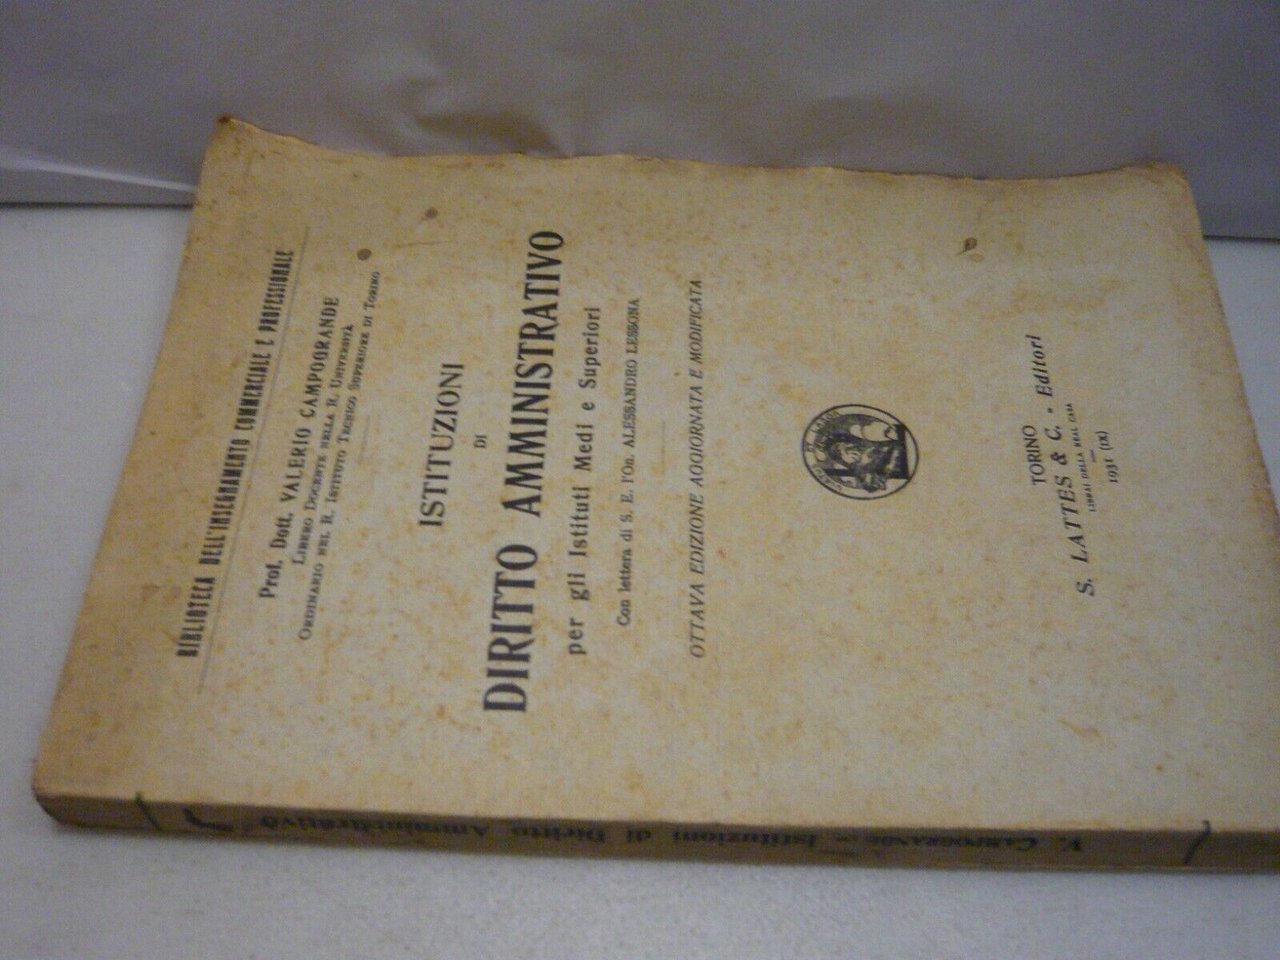 BIBLIOTECA DELL'INSEGNAMENTO COMMERCIALE E PROFESSIONALE
Prof. Dott. VALERIO CAMPOGRANDE
LIBERO DOCENTE NELLA R. UNIVERSITÀ
ORDINARIO NEL R. ISTITUTO TECNICO SUPERIORE DI TORINO
ISTITUZIONI
DI
DIRITTO AMMINISTRATIVO
per gli Istituti Medi e Superiori
Con lettera di S. E. l'On. ALESSANDRO LESSONA
OTTAVA EDIZIONE AGGIORNATA E MODIFICATA
TORINO
S. LATTES & C. - Editori
LIBRAI DELLA REAL CASA
1931 (IX)
V. CAMPOGRANDE - Istituzioni di Diritto Amministrativo